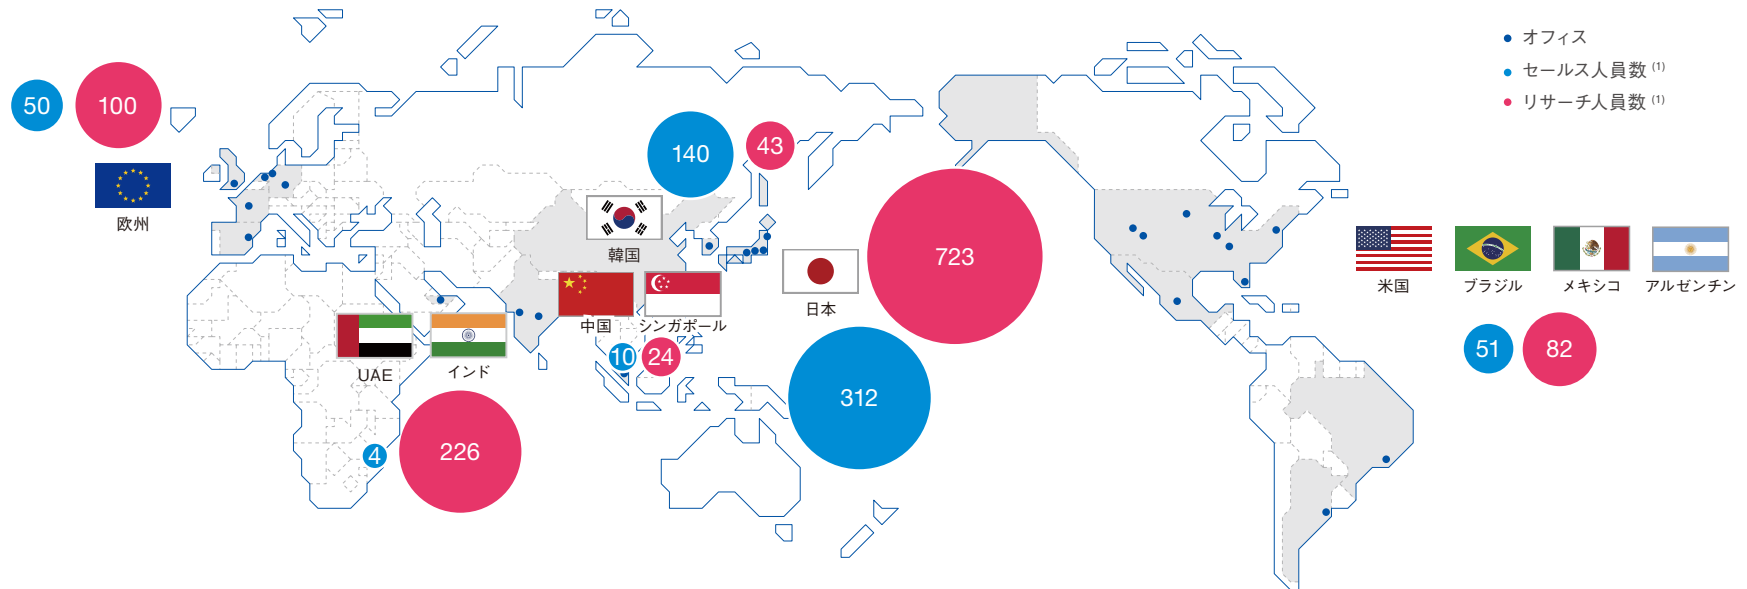 オフィス
セールス人員数 (1)
リサーチ人員数 (1)
50
100
欧州
140
43
韓国
723
日本
中国
シンガポール
10
24
312
UAE
インド
4
226
米国
ブラジル
メキシコ
アルゼンチン
51
82